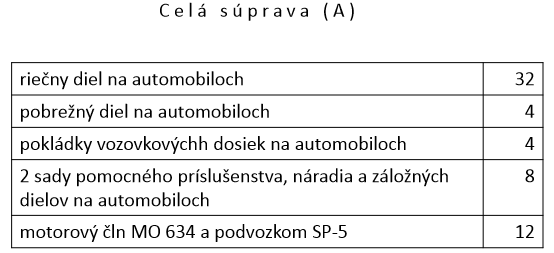 Celá súprava (A)
riečny diel na automobiloch 32
pobrežný diel na automobiloch 4
pokládky vozovkovýchh dosiek na automobiloch 4
2 sady pomocného príslušenstva, náradia a záložných 8
dielov na automobiloch
motorový čln MO 634 a podvozkom SP-5 12